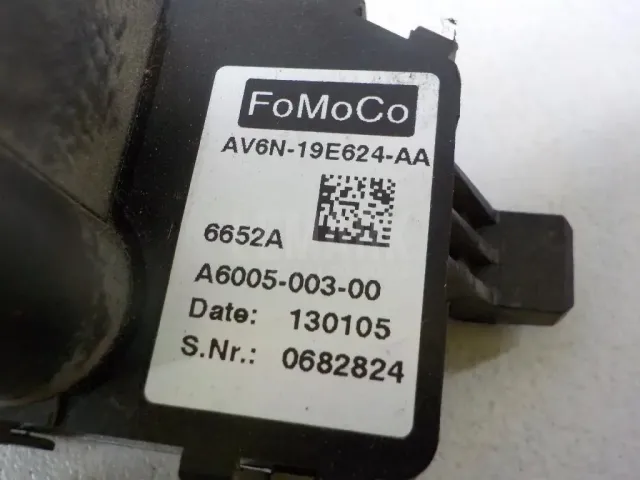 FoMoCo
AV6N-19E624-AA
6652A
A6005-003-00
Date: 130105
S.Nr.: 0682824